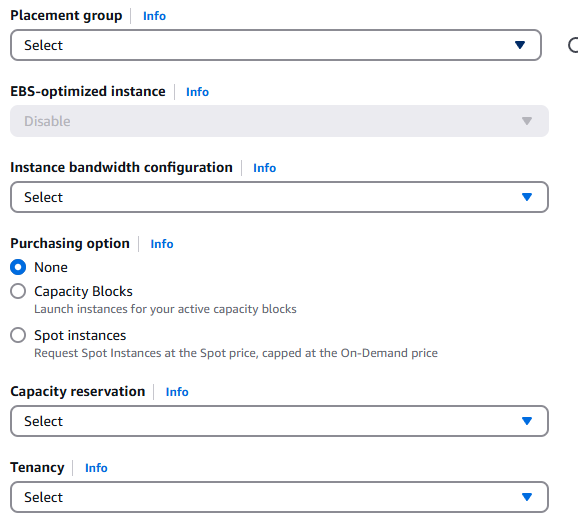 Placement group Info
Select
EBS-optimized instance Info
Disable
Instance bandwidth configuration Info
Select
Purchasing option Info
None
Capacity Blocks
Launch instances for your active capacity blocks
Spot instances
Request Spot Instances at the Spot price, capped at the On-Demand price
Capacity reservation Info
Select
Tenancy Info
Select